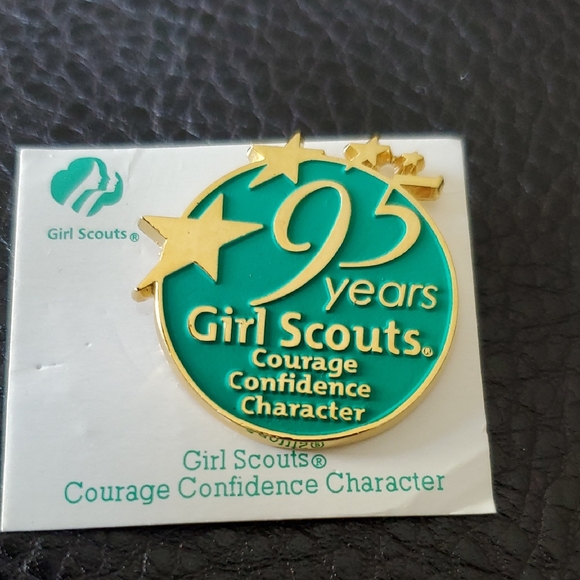 Girl Scouts®
95
years
Girl Scouts®
Courage
Confidence
Character
Girl Scouts®
Courage Confidence Character